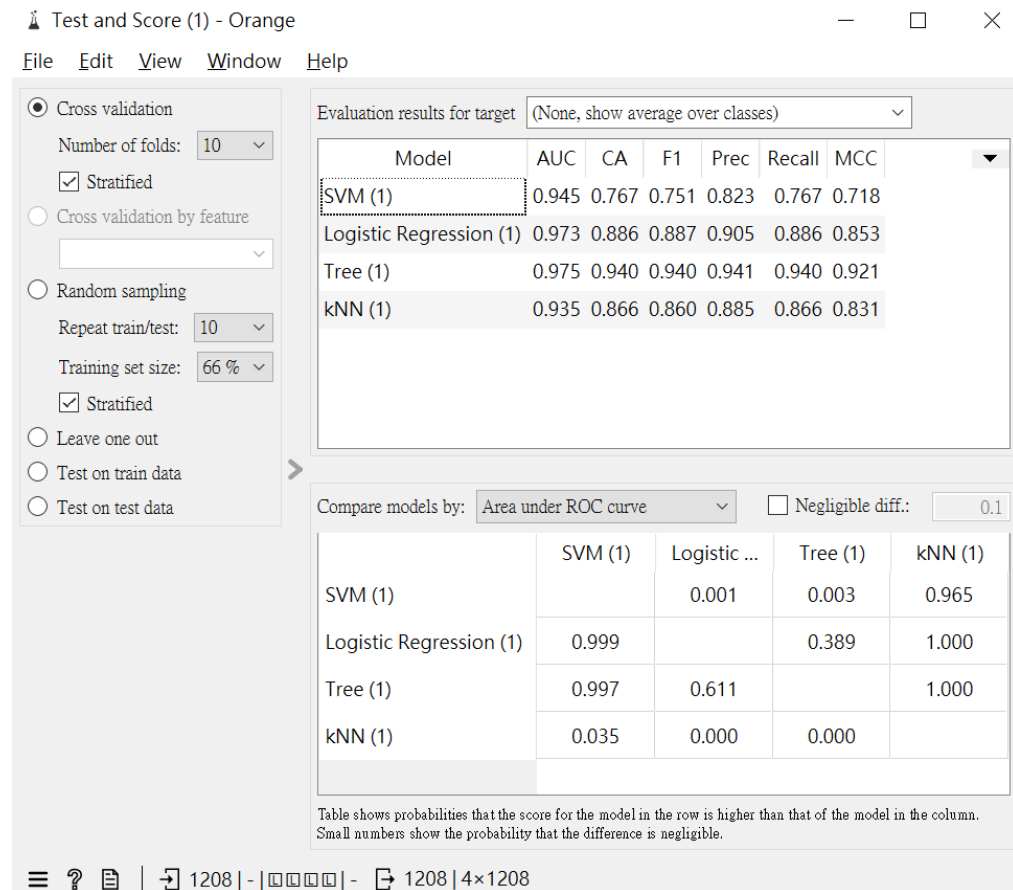 Test and Score (1) - Orange
File Edit View Window Help
Cross validation
Number of folds: 10
Stratified
Cross validation by feature
Random sampling
Repeat train/test: 10
Training set size: 66 %
Stratified
Leave one out
Test on train data
Test on test data
Evaluation results for target (None, show average over classes)
Model AUC CA F1 Prec Recall MCC
SVM (1) 0.945 0.767 0.751 0.823 0.767 0.718
Logistic Regression (1) 0.973 0.886 0.887 0.905 0.886 0.853
Tree (1) 0.975 0.940 0.940 0.941 0.940 0.921
kNN (1) 0.935 0.866 0.860 0.885 0.866 0.831
Compare models by: Area under ROC curve Negligible diff.: 0.1
SVM (1) Logistic ... Tree (1) kNN (1)
SVM (1) 0.001 0.003 0.965
Logistic Regression (1) 0.999 0.389 1.000
Tree (1) 0.997 0.611 1.000
kNN (1) 0.035 0.000 0.000
Table shows probabilities that the score for the model in the row is higher than that of the model in the column.
Small numbers show the probability that the difference is negligible.
1208 | - | □□□□ | - 1208 | 4×1208